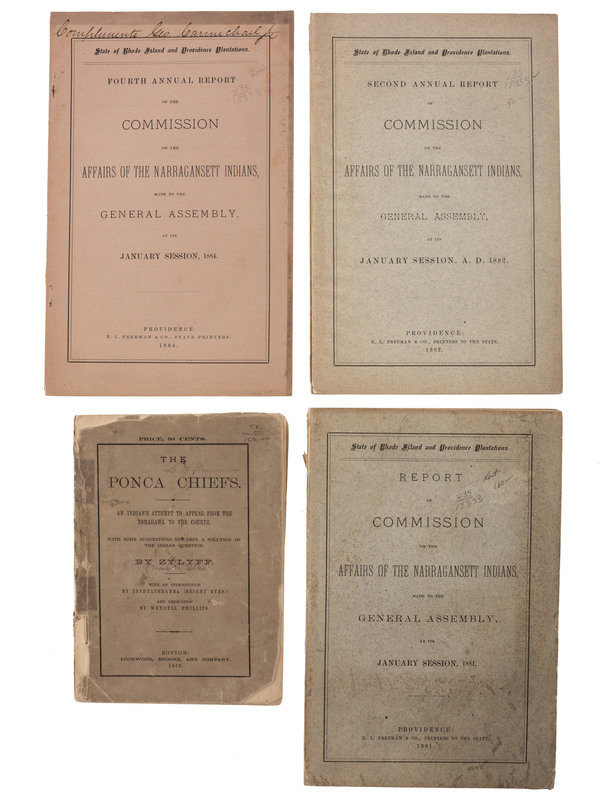 Complements Geo. Carmichael Jr.
State of Rhode Island and Providence Plantations.
FOURTH ANNUAL REPORT
OF THE
COMMISSION
ON THE
AFFAIRS OF THE NARRAGANSETT INDIANS,
MADE TO THE
GENERAL ASSEMBLY,
AT ITS
JANUARY SESSION, 1884.
PROVIDENCE:
E. L. FREEMAN & CO., STATE PRINTERS.
1884.
State of Rhode Island and Providence Plantations.
SECOND ANNUAL REPORT
OF
COMMISSION
ON THE
AFFAIRS OF THE NARRAGANSETT INDIANS,
MADE TO THE
GENERAL ASSEMBLY,
AT ITS
JANUARY SESSION, A. D. 1882.
PROVIDENCE:
E. L. FREEMAN & CO., PRINTERS TO THE STATE.
1882.
PRICE, 50 CENTS.
THE
PONCA CHIEFS.
AN INDIAN'S ATTEMPT TO APPEAL FROM THE
TOMAHAWK TO THE COURTS,
WITH SOME SUGGESTIONS TOWARDS A SOLUTION OF
THE INDIAN QUESTION.
BY ZYLYFF.
WITH AN INTRODUCTION
BY INSHTATHEAMBA (BRIGHT EYES)
AND DEDICATION
BY WENDELL PHILLIPS.
BOSTON:
LOCKWOOD, BROOKS, AND COMPANY.
1879.
State of Rhode Island and Providence Plantations.
REPORT
OF
COMMISSION
ON THE
AFFAIRS OF THE NARRAGANSETT INDIANS,
MADE TO THE
GENERAL ASSEMBLY,
AT ITS
JANUARY SESSION, 1881.
PROVIDENCE:
E. L. FREEMAN & CO., PRINTERS TO THE STATE.
1881.